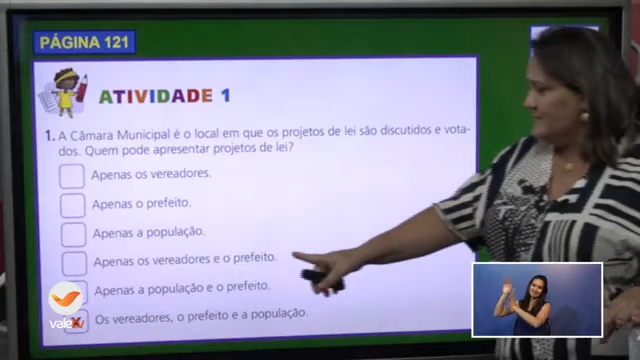 PÁGINA 121
ATIVIDADE 1
1. A Câmara Municipal é o local em que os projetos de lei são discutidos e vota-
dos. Quem pode apresentar projetos de lei?
Apenas os vereadores.
Apenas o prefeito.
Apenas a população.
Apenas os vereadores e o prefeito.
Apenas a população e o prefeito.
Os vereadores, o prefeito e a população.
vale tv